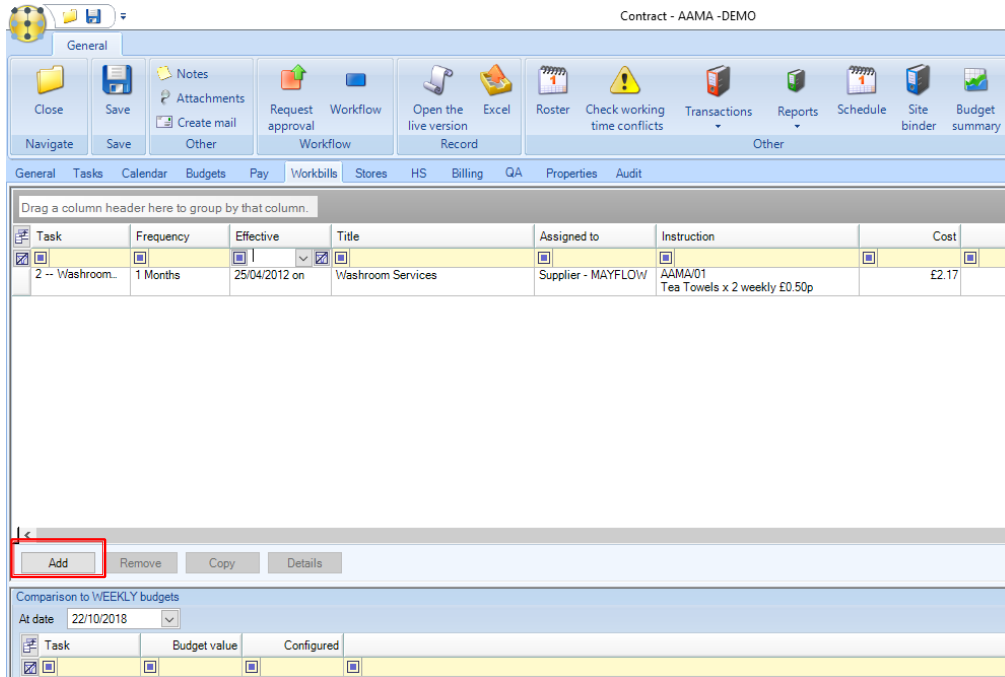 Contract - AAMA -DEMO
General
Notes
Attachments
Create mail
Close
Save
Request approval
Workflow
Open the live version
Excel
Roster
Check working time conflicts
Transactions
Reports
Schedule
Site binder
Budget summary
Navigate Save Other Workflow Record Other
General Tasks Calendar Budgets Pay Workbills Stores HS Billing QA Properties Audit
Drag a column header here to group by that column.
Task Frequency Effective Title Assigned to Instruction Cost
2 -- Washroom... 1 Months 25/04/2012 on Washroom Services Supplier - MAYFLOW AAMA/01 £2.17
Tea Towels x 2 weekly £0.50p
Add Remove Copy Details
Comparison to WEEKLY budgets
At date 22/10/2018
Task Budget value Configured